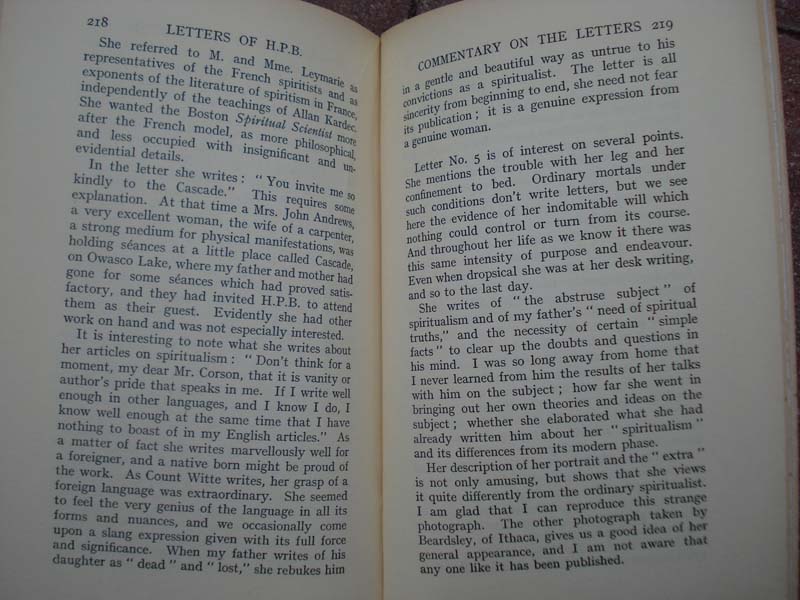 218
LETTERS OF H.P.B.
She referred to M. and Mme. Leymarie as
representatives of the French spiritists and as
exponents of the literature of spiritism in France,
independently of the teachings of Allan Kardec.
She wanted the Boston Spiritual Scientist more
after the French model, as more philosophical,
and less occupied with insignificant and un-
evidential details.
In the letter she writes: " You invite me so
kindly to the Cascade." This requires some
explanation. At that time a Mrs. John Andrews,
a very excellent woman, the wife of a carpenter,
a strong medium for physical manifestations, was
holding séances at a little place called Cascade,
on Owasco Lake, where my father and mother had
gone for some séances which had proved satis-
factory, and they had invited H.P.B. to attend
them as their guest. Evidently she had other
work on hand and was not especially interested.
It is interesting to note what she writes about
her articles on spiritualism: " Don't think for a
moment, my dear Mr. Corson, that it is vanity or
author's pride that speaks in me. If I write well
enough in other languages, and I know I do, I
know well enough at the same time that I have
nothing to boast of in my English articles." As
a matter of fact she writes marvellously well for
a foreigner, and a native born might be proud of
the work. As Count Witte writes, her grasp of a
foreign language was extraordinary. She seemed
to feel the very genius of the language in all its
forms and nuances, and we occasionally come
upon a slang expression given with its full force
and significance. When my father writes of his
daughter as " dead " and " lost," she rebukes him
COMMENTARY ON THE LETTERS 219
in a gentle and beautiful way as untrue to his
convictions as a spiritualist. The letter is all
sincerity from beginning to end, she need not fear
its publication; it is a genuine expression from
a genuine woman.
Letter No. 5 is of interest on several points.
She mentions the trouble with her leg and her
confinement to bed. Ordinary mortals under
such conditions don't write letters, but we see
here the evidence of her indomitable will which
nothing could control or turn from its course.
And throughout her life as we know it there was
this same intensity of purpose and endeavour.
Even when dropsical she was at her desk writing,
and so to the last day.
She writes of " the abstruse subject " of
spiritualism and of my father's " need of spiritual
truths," and the necessity of certain " simple
facts " to clear up the doubts and questions in
his mind. I was so long away from home that
I never learned from him the results of her talks
with him on the subject; how far she went in
bringing out her own theories and ideas on the
subject; whether she elaborated what she had
already written him about her " spiritualism "
and its differences from its modern phase.
Her description of her portrait and the " extra "
is not only amusing, but shows that she views
it quite differently from the ordinary spiritualist.
I am glad that I can reproduce this strange
photograph. The other photograph taken by
Beardsley, of Ithaca, gives us a good idea of her
general appearance, and I am not aware that
any one like it has been published.